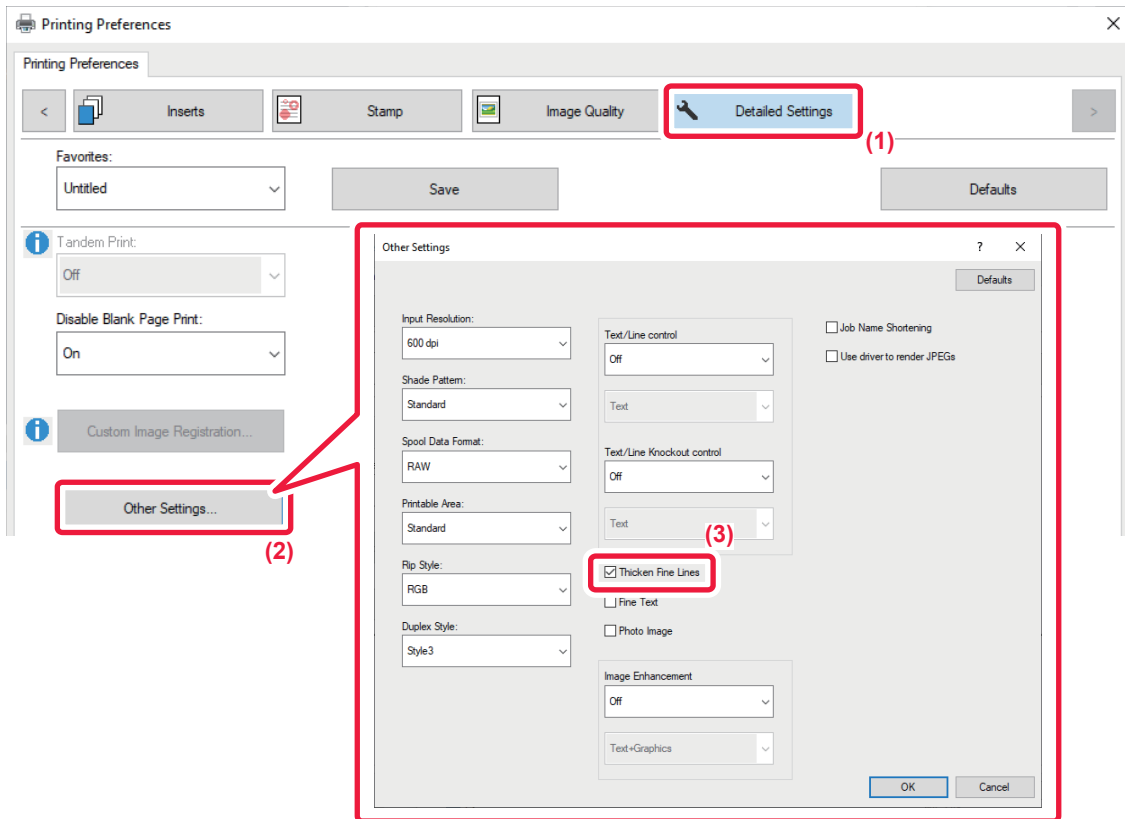 Printing Preferences
Printing Preferences
<
Inserts
Stamp
Image Quality
Detailed Settings
>
(1)
Favorites:
Untitled
Save
Defaults
Tandem Print:
Off
Disable Blank Page Print:
On
Custom Image Registration...
Other Settings...
(2)
Other Settings
?
Defaults
Input Resolution:
600 dpi
Shade Pattern:
Standard
Spool Data Format:
RAW
Printable Area:
Standard
Rip Style:
RGB
Duplex Style:
Style3
Text/Line control
Off
Text
Text/Line Knockout control
Off
Text
(3)
Thicken Fine Lines
Fine Text
Photo Image
Image Enhancement
Off
Text+Graphics
Job Name Shortening
Use driver to render JPEGs
OK
Cancel